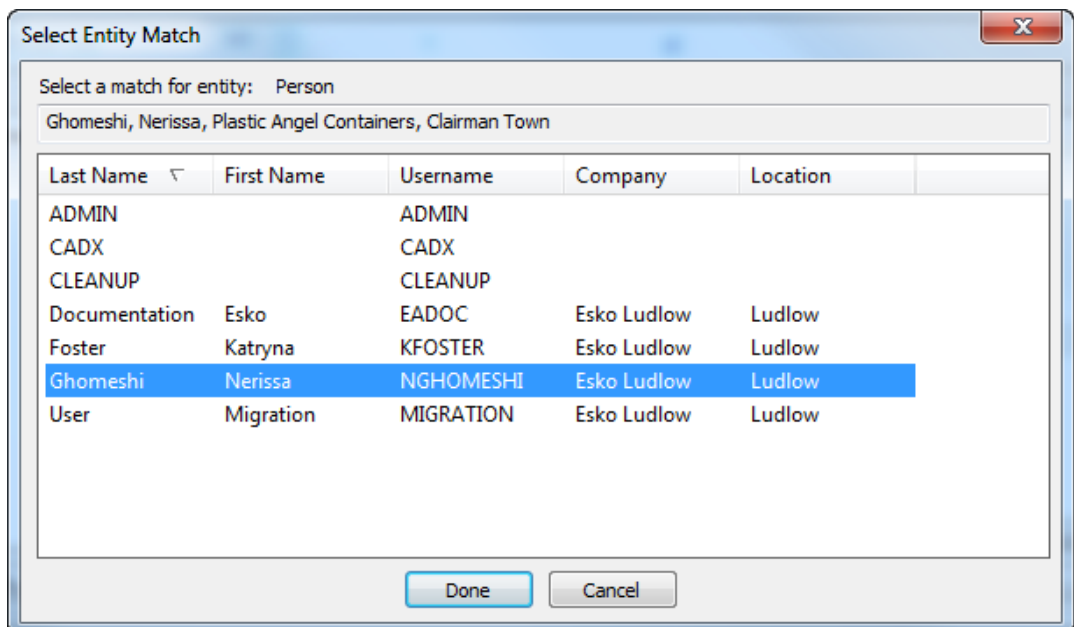 Select Entity Match
Select a match for entity: Person
Ghomeshi, Nerissa, Plastic Angel Containers, Clairman Town
Last Name First Name Username Company Location
ADMIN ADMIN
CADX CADX
CLEANUP CLEANUP
Documentation Esko EADOC Esko Ludlow Ludlow
Foster Katryna KFOSTER Esko Ludlow Ludlow
Ghomeshi Nerissa NGHOMESHI Esko Ludlow Ludlow
User Migration MIGRATION Esko Ludlow Ludlow
Done Cancel